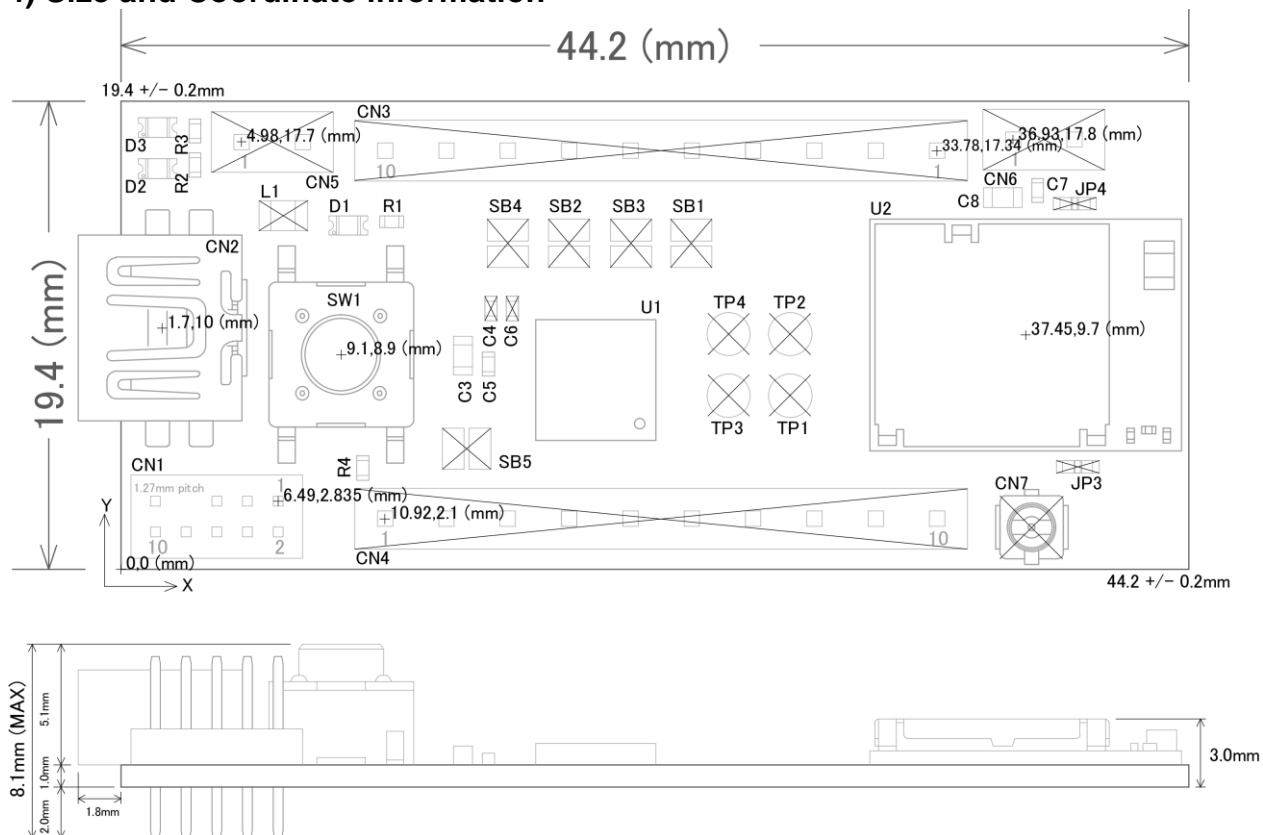 4) Size and Coordinate Information
44.2 (mm)
19.4 +/- 0.2mm
CN3
D3
R3
4.98,17.7 (mm)
1
36.93,17.8 (mm)
33.78,17.34 (mm)
1
10
1
D2
R2
CN5
CN6
C7
JP4
C8
L1
D1
R1
SB4
SB2
SB3
SB1
U2
CN2
19.4 (mm)
SW1
TP4
TP2
U1
1.7,10 (mm)
C4
C6
37.45,9.7 (mm)
9.1,8.9 (mm)
C3
C5
TP3
TP1
SB5
R4
CN1
1.27mm pitch
1
6.49,2.835 (mm)
JP3
CN7
Y
10.92,2.1 (mm)
10
2
1
10
CN4
0,0 (mm)
X
44.2 +/- 0.2mm
8.1mm (MAX)
5.1mm
1.0mm
2.0mm
1.8mm
3.0mm